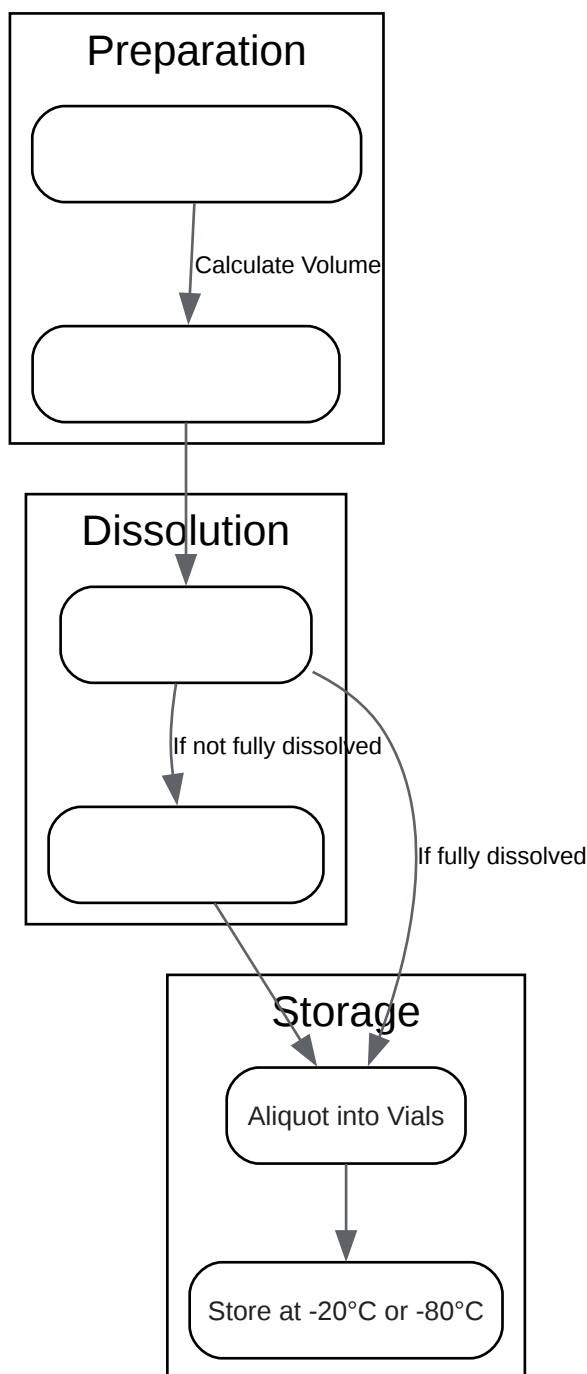 Preparation
Calculate Volume
Dissolution
If not fully dissolved
If fully dissolved
Storage
Aliquot into Vials
Store at -20°C or -80°C